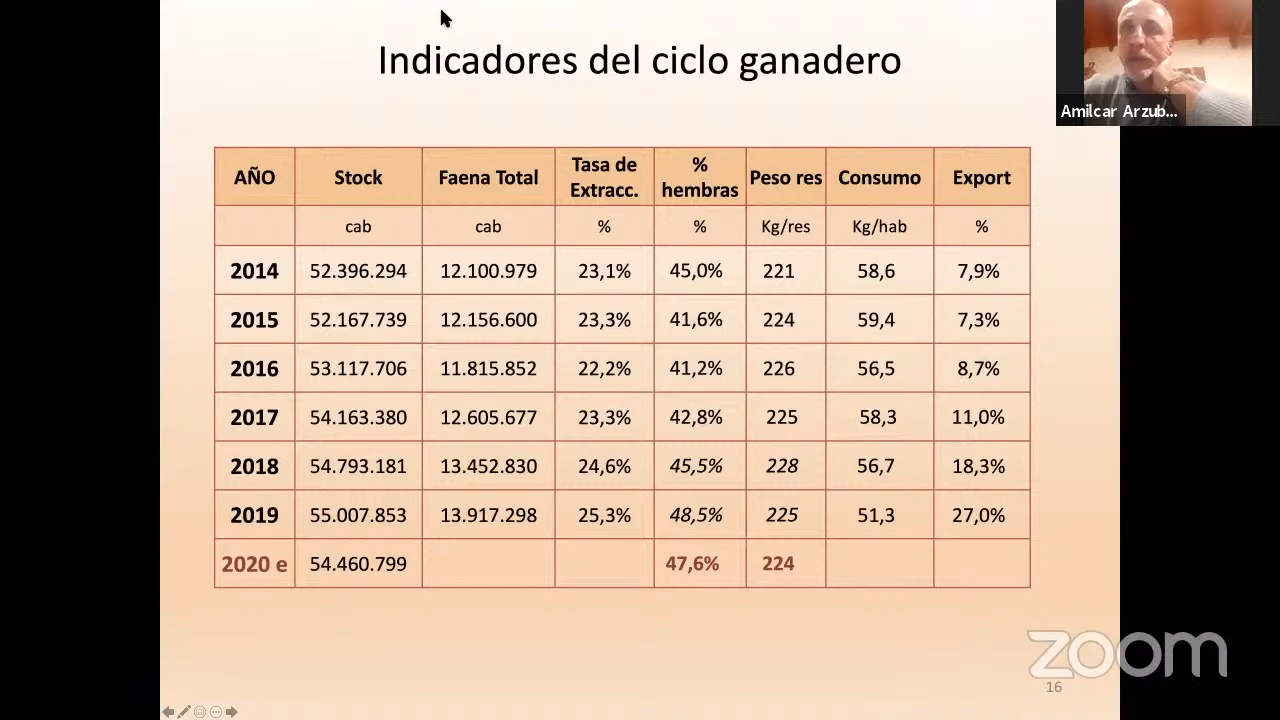 Indicadores del ciclo ganadero
Amilcar Arzub...
AÑO Stock Faena Total Tasa de Extracc. % hembras Peso res Consumo Export
cab cab % % Kg/res Kg/hab %
2014 52.396.294 12.100.979 23,1% 45,0% 221 58,6 7,9%
2015 52.167.739 12.156.600 23,3% 41,6% 224 59,4 7,3%
2016 53.117.706 11.815.852 22,2% 41,2% 226 56,5 8,7%
2017 54.163.380 12.605.677 23,3% 42,8% 225 58,3 11,0%
2018 54.793.181 13.452.830 24,6% 45,5% 228 56,7 18,3%
2019 55.007.853 13.917.298 25,3% 48,5% 225 51,3 27,0%
2020 e 54.460.799 47,6% 224
zoom
16